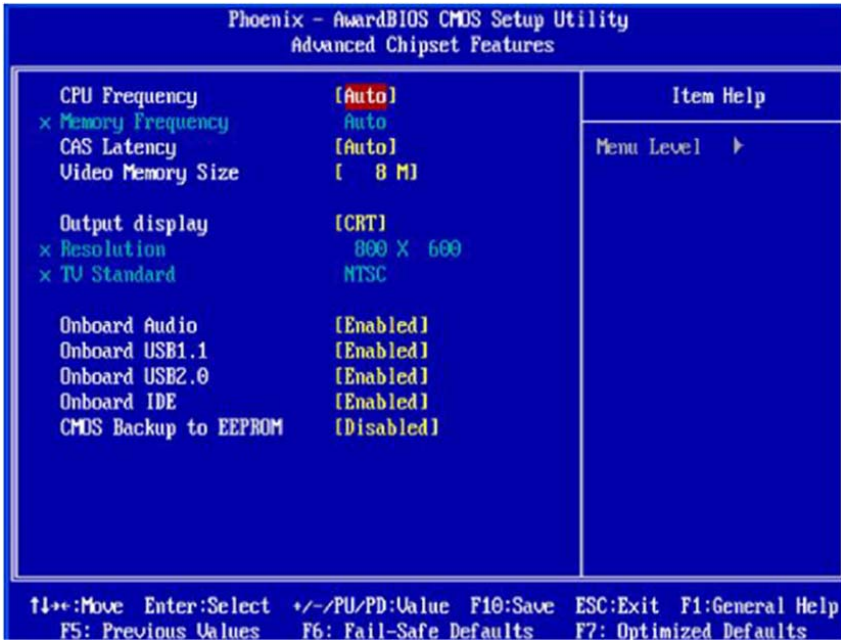 Phoenix - AwardBIOS CMOS Setup Utility
Advanced Chipset Features
CPU Frequency [Auto]
x Memory Frequency Auto
CAS Latency [Auto]
Video Memory Size [ 8 M]
Output display [CRT]
x Resolution 800 X 600
x TV Standard NTSC
Onboard Audio [Enabled]
Onboard USB1.1 [Enabled]
Onboard USB2.0 [Enabled]
Onboard IDE [Enabled]
CMOS Backup to EEPROM [Disabled]
Item Help
Menu Level ▶
↑↓→←:Move Enter:Select +/-/PU/PD:Value F10:Save ESC:Exit F1:General Help
F5: Previous Values F6: Fail-Safe Defaults F7: Optimized Defaults